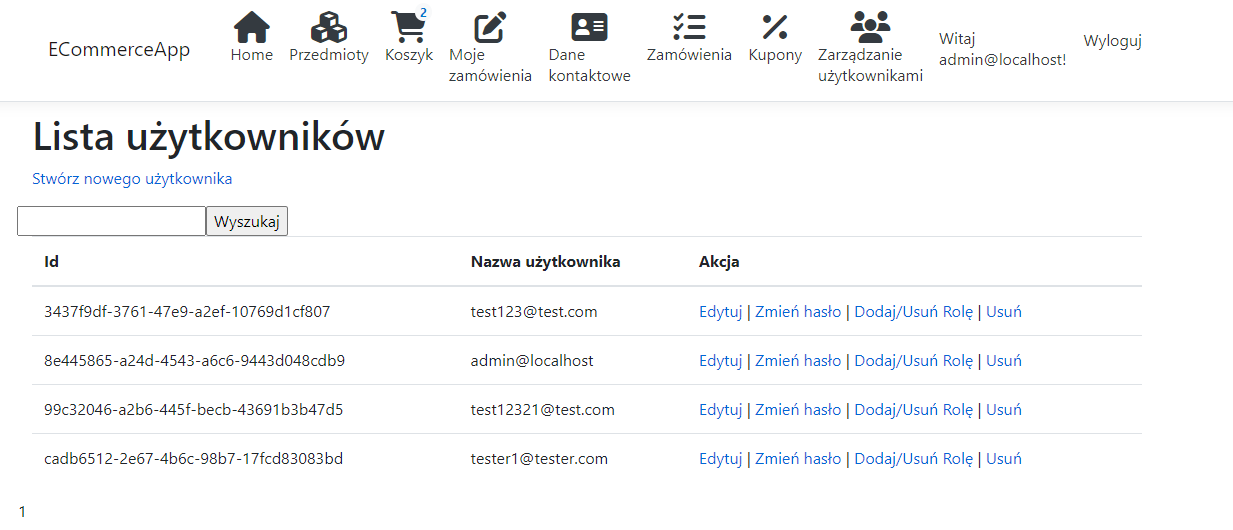 ECommerceApp
Home
Przedmioty
2
Koszyk
Moje
zamówienia
Dane
kontaktowe
Zamówienia
Kupony
Zarządzanie
użytkownikami
Witaj
admin@localhost!
Wyloguj
Lista użytkowników
Stwórz nowego użytkownika
Wyszukaj
Id Nazwa użytkownika Akcja
3437f9df-3761-47e9-a2ef-10769d1cf807 test123@test.com Edytuj | Zmień hasło | Dodaj/Usuń Rolę | Usuń
8e445865-a24d-4543-a6c6-9443d048cdb9 admin@localhost Edytuj | Zmień hasło | Dodaj/Usuń Rolę | Usuń
99c32046-a2b6-445f-becb-43691b3b47d5 test12321@test.com Edytuj | Zmień hasło | Dodaj/Usuń Rolę | Usuń
cadb6512-2e67-4b6c-98b7-17fcd83083bd tester1@tester.com Edytuj | Zmień hasło | Dodaj/Usuń Rolę | Usuń
1